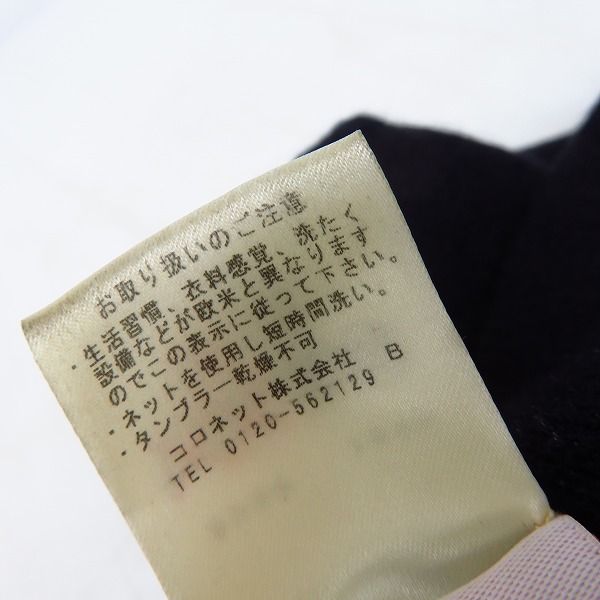 お取り扱いのご注意
・生活習慣、衣料感覚、洗たく
設備などが欧米と異なります
のでこの表示に従って下さい。
・ネットを使用し短時間洗い。
・タンブラー乾燥不可
コロネット株式会社 B
TEL 0120-562129